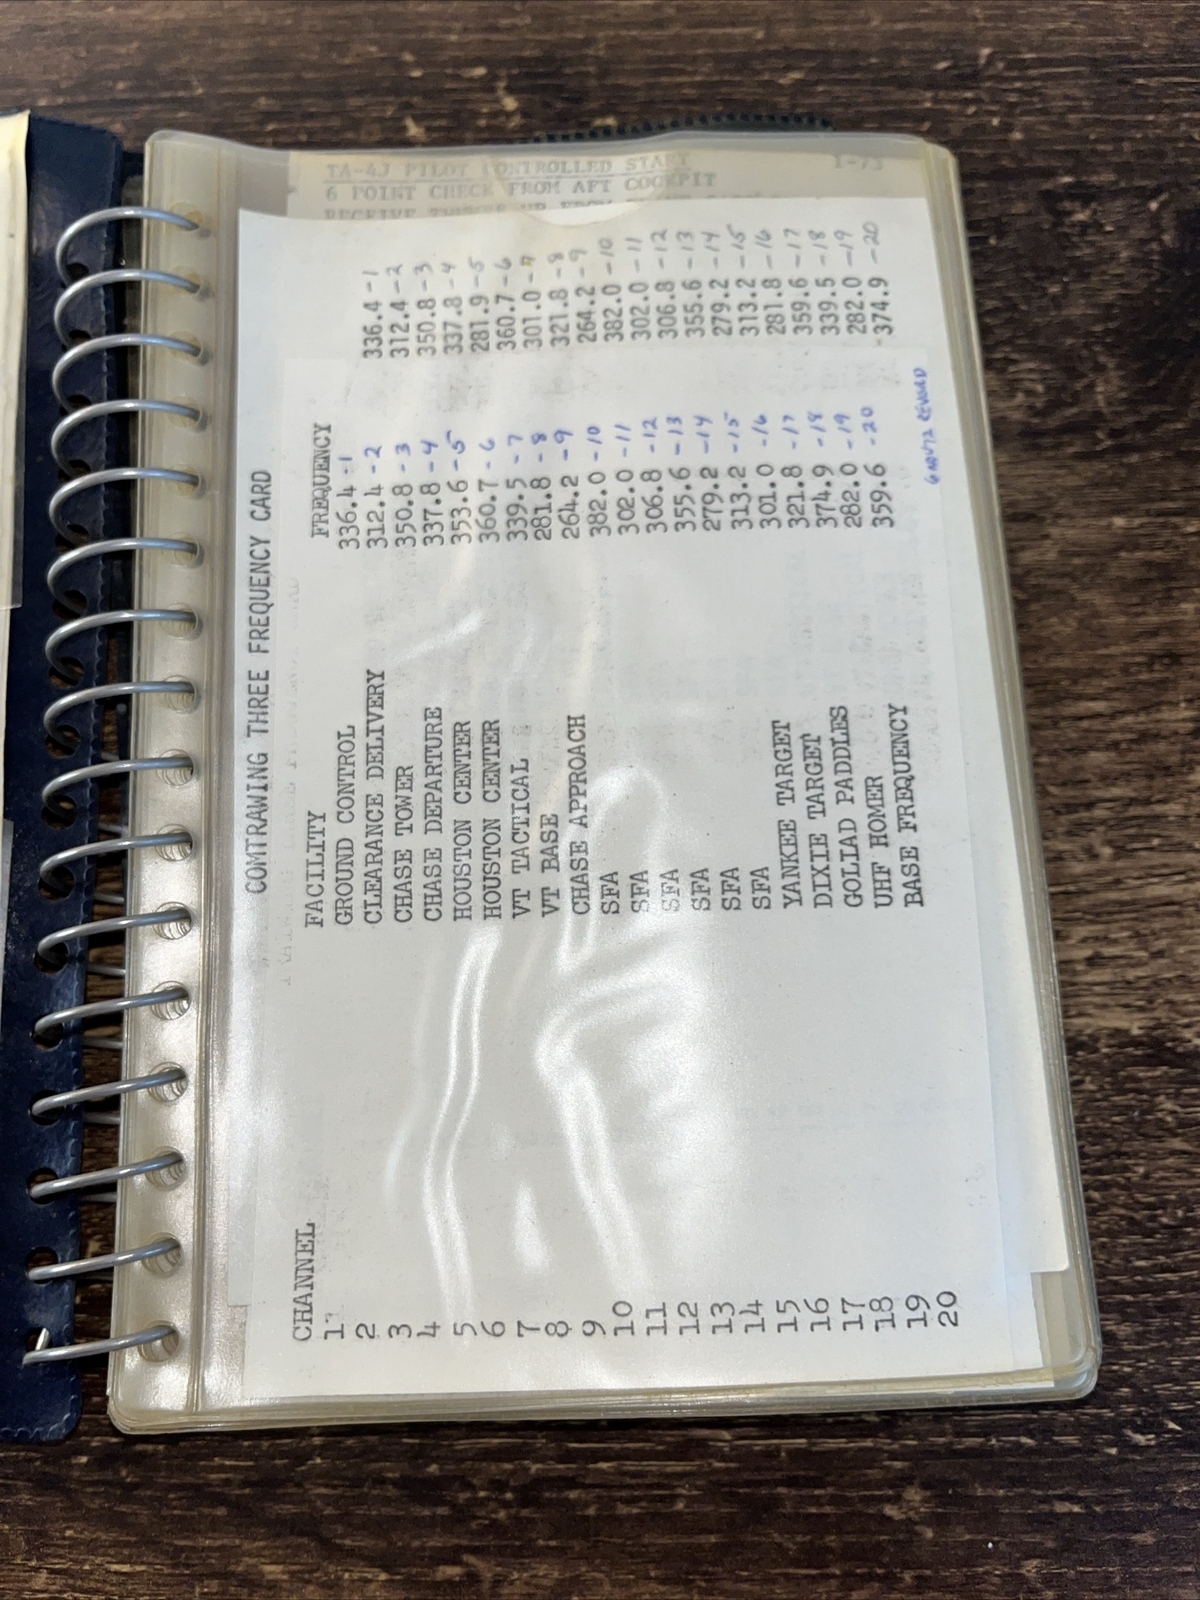 TA-4J PILOT CONTROLLED START 1-73
6 POINT CHECK FROM AFT COCKPIT
COMTRAWING THREE FREQUENCY CARD
CHANNEL FACILITY FREQUENCY
1 GROUND CONTROL 336.4 -1 336.4 -1
2 CLEARANCE DELIVERY 312.4 -2 312.4 -2
3 CHASE TOWER 350.8 -3 350.8 -3
4 CHASE DEPARTURE 337.8 -4 337.8 -4
5 HOUSTON CENTER 353.6 -5 281.9 -5
6 HOUSTON CENTER 360.7 -6 360.7 -6
7 VT TACTICAL 339.5 -7 301.0 -7
8 VT BASE 281.8 -8 321.8 -8
9 CHASE APPROACH 264.2 -9 264.2 -9
10 SFA 382.0 -10 382.0 -10
11 SFA 302.0 -11 302.0 -11
12 SFA 306.8 -12 306.8 -12
13 SFA 355.6 -13 355.6 -13
14 SFA 279.2 -14 279.2 -14
15 SFA 313.2 -15 313.2 -15
16 YANKEE TARGET 301.0 -16 281.8 -16
17 DIXIE TARGET 321.8 -17 359.6 -17
18 GOLIAD PADDLES 374.9 -18 339.5 -18
19 UHF HOMER 282.0 -19 282.0 -19
20 BASE FREQUENCY 359.6 -20 374.9 -20
6 NOV 72